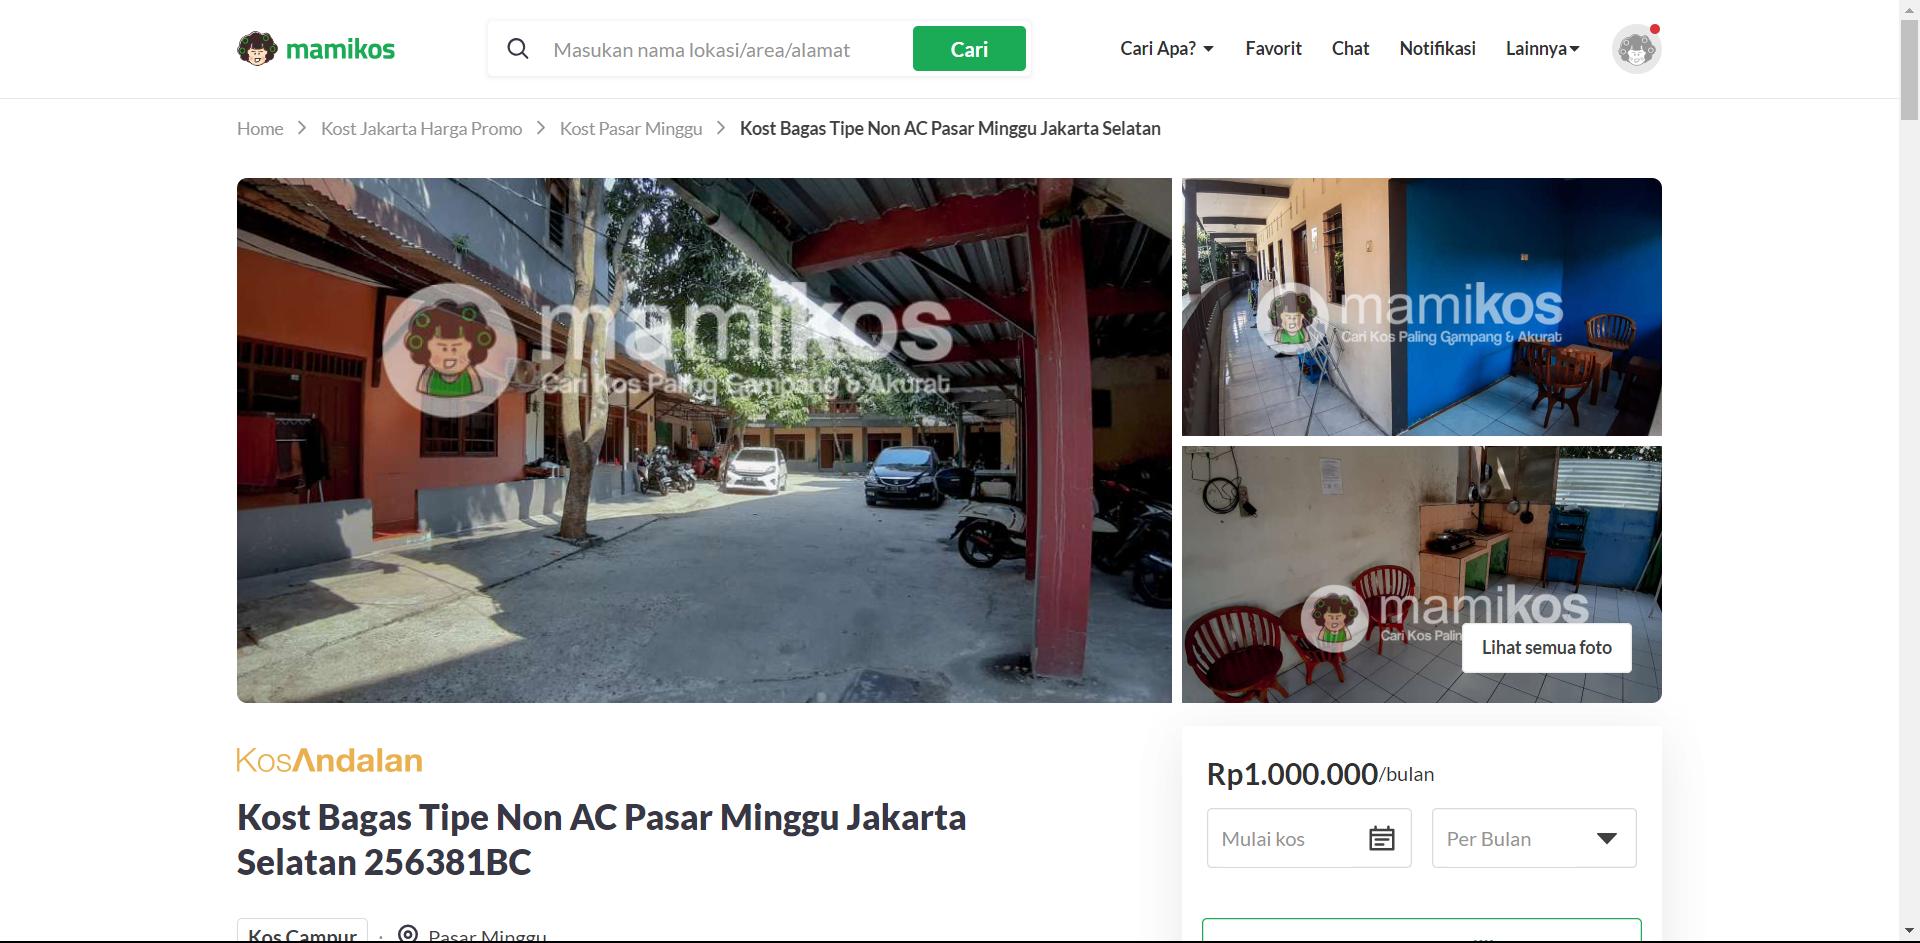 mamikos
Masukan nama lokasi/area/alamat
Cari
Cari Apa?
Favorit
Chat
Notifikasi
Lainnya
Home > Kost Jakarta Harga Promo > Kost Pasar Minggu > Kost Bagas Tipe Non AC Pasar Minggu Jakarta Selatan
mamikos
Cari Kos Paling Gampang & Akurat
mamikos
Cari Kos Paling Gampang & Akurat
mamikos
Cari Kos Palin
Lihat semua foto
KosAndalan
Kost Bagas Tipe Non AC Pasar Minggu Jakarta
Selatan 256381BC
Kos Campur · Pasar Minggu
Rp1.000.000/bulan
Mulai kos
Per Bulan